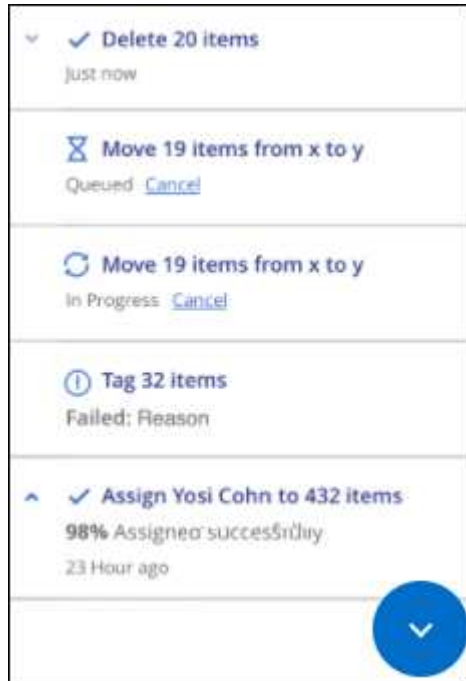 Delete 20 items
Just now
Move 19 items from x to y
Queued Cancel
Move 19 items from x to y
In Progress Cancel
Tag 32 items
Failed: Reason
Assign Yosi Cohn to 432 items
98% Assigned
23 Hour ago